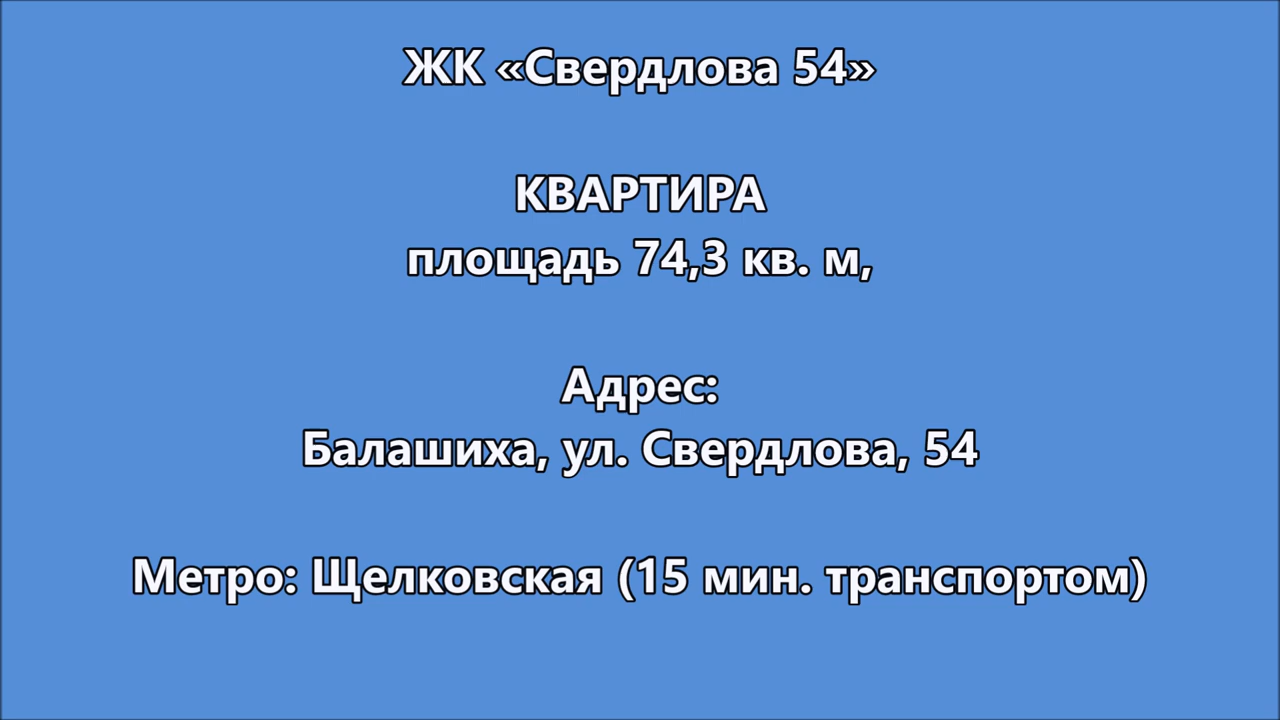 ЖК «Свердлова 54»
КВАРТИРА
площадь 74,3 кв. м,
Адрес:
Балашиха, ул. Свердлова, 54
Метро: Щелковская (15 мин. транспортом)